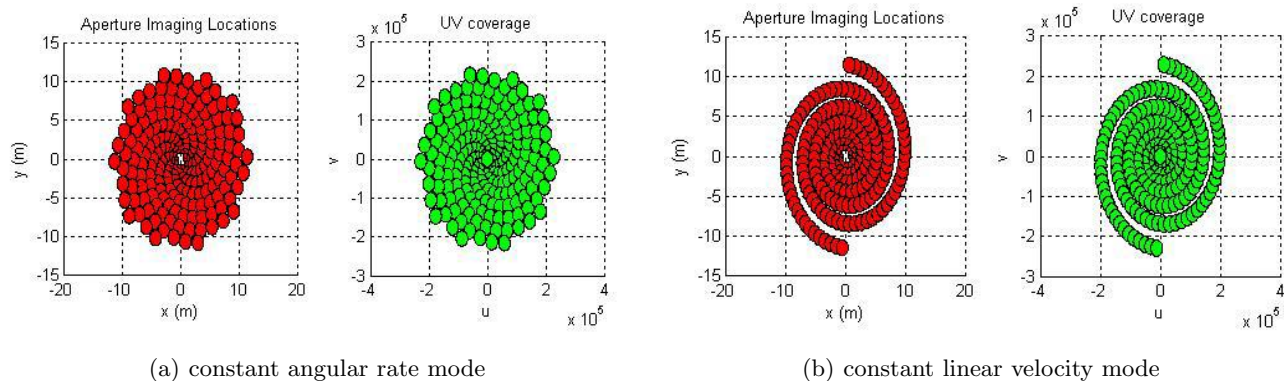 Aperture Imaging Locations
15
10
5
0
-5
-10
-15
-20
-10
0
10
20
y (m)
x (m)
x 10^5
UV coverage
3
2
1
0
-1
-2
-3
-4
-2
0
2
4
v
u
x 10^5
(a) constant angular rate mode
Aperture Imaging Locations
15
10
5
0
-5
-10
-15
-20
-10
0
10
20
y (m)
x (m)
x 10^5
UV coverage
3
2
1
0
-1
-2
-3
-4
-2
0
2
4
v
u
x 10^5
(b) constant linear velocity mode